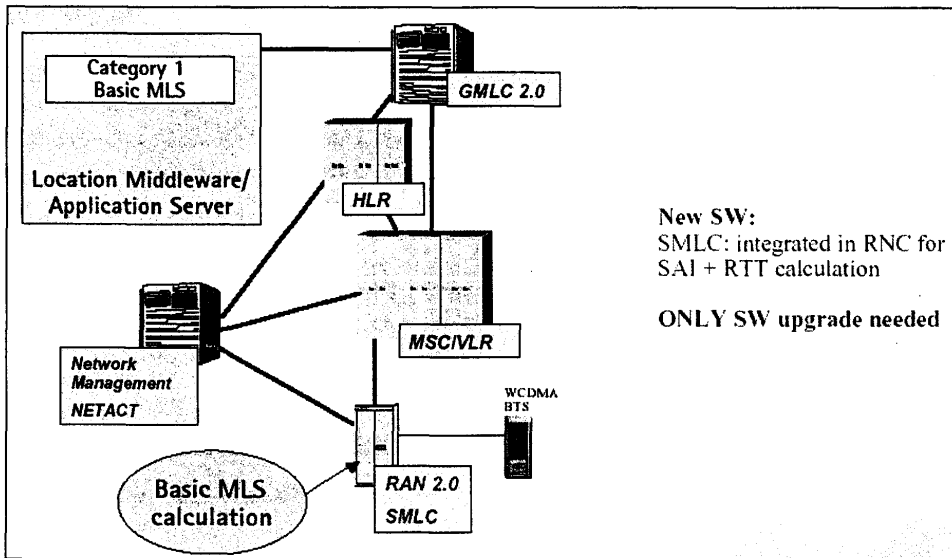 Category 1
Basic MLS
Location Middleware/
Application Server
GMLC 2.0
HLR
MSC/VLR
Network
Management
NETACT
WCDMA
BTS
RAN 2.0
SMLC
Basic MLS
calculation
New SW:
SMLC: integrated in RNC for
SAI + RTT calculation
ONLY SW upgrade needed